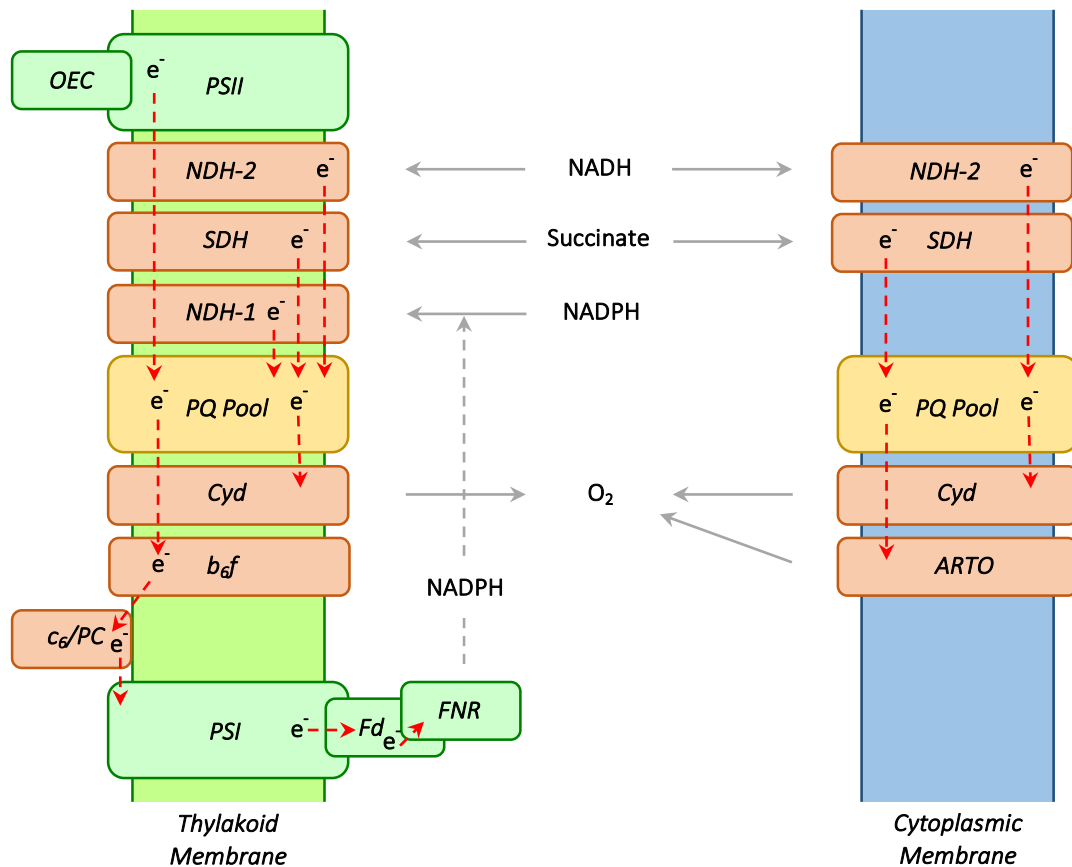 OEC
e⁻
PSII
NDH-2
e⁻
NADH
NDH-2
e⁻
SDH
e⁻
Succinate
e⁻
SDH
NDH-1
e⁻
NADPH
e⁻
PQ Pool
e⁻
e⁻
PQ Pool
e⁻
Cyd
O₂
Cyd
e⁻
b₆f
NADPH
ARTO
c₆/PC
e⁻
PSI
e⁻
Fd
e⁻
FNR
Thylakoid
Membrane
Cytoplasmic
Membrane